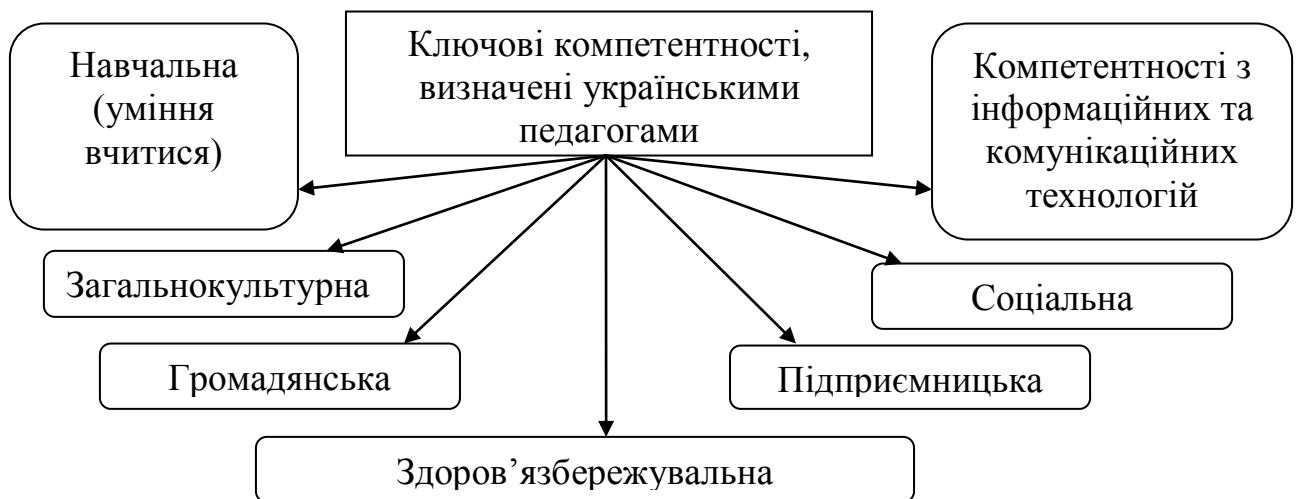 Ключові компетентності,
визначені українськими
педагогами
Навчальна
(уміння
вчитися)
Компетентності з
інформаційних та
комунікаційних
технологій
Загальнокультурна
Соціальна
Громадянська
Підприємницька
Здоров’язбережувальна